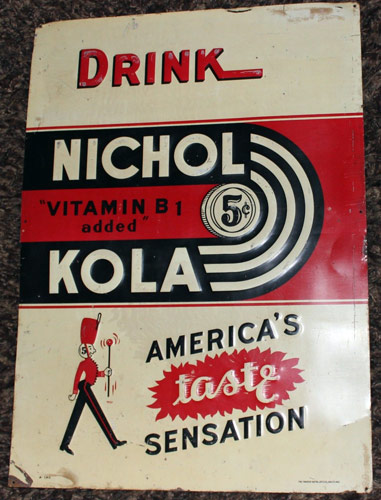 DRINK
NICHOL
"VITAMIN B1
added"
5¢
KOLA
AMERICA'S
taste
SENSATION